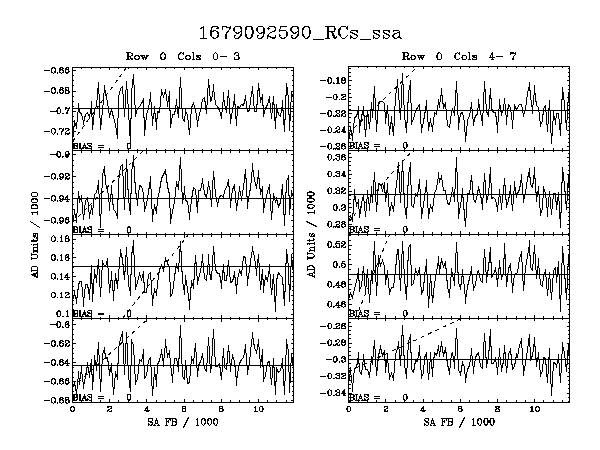 1679092590_RCs_ssa
Row 0 Cols 0- 3
Row 0 Cols 4- 7
-0.66
-0.68
-0.7
-0.72
BIAS = 0
-0.9
-0.94
-0.96
BIAS = 0
0.18
0.16
0.14
0.12
0.1
BIAS = 0
-0.6
-0.62
-0.64
-0.66
-0.68
BIAS = 0
0 2 4 6 8 10
SA FB / 1000
AD Units / 1000
-0.18
-0.2
-0.22
-0.24
-0.26
BIAS = 0
0.36
0.34
0.32
0.3
BIAS = 0
0.52
0.5
0.48
0.46
BIAS = 0
-0.26
-0.28
-0.3
-0.32
-0.34
BIAS = 0
0 2 4 6 8 10
SA FB / 1000
AD Units / 1000